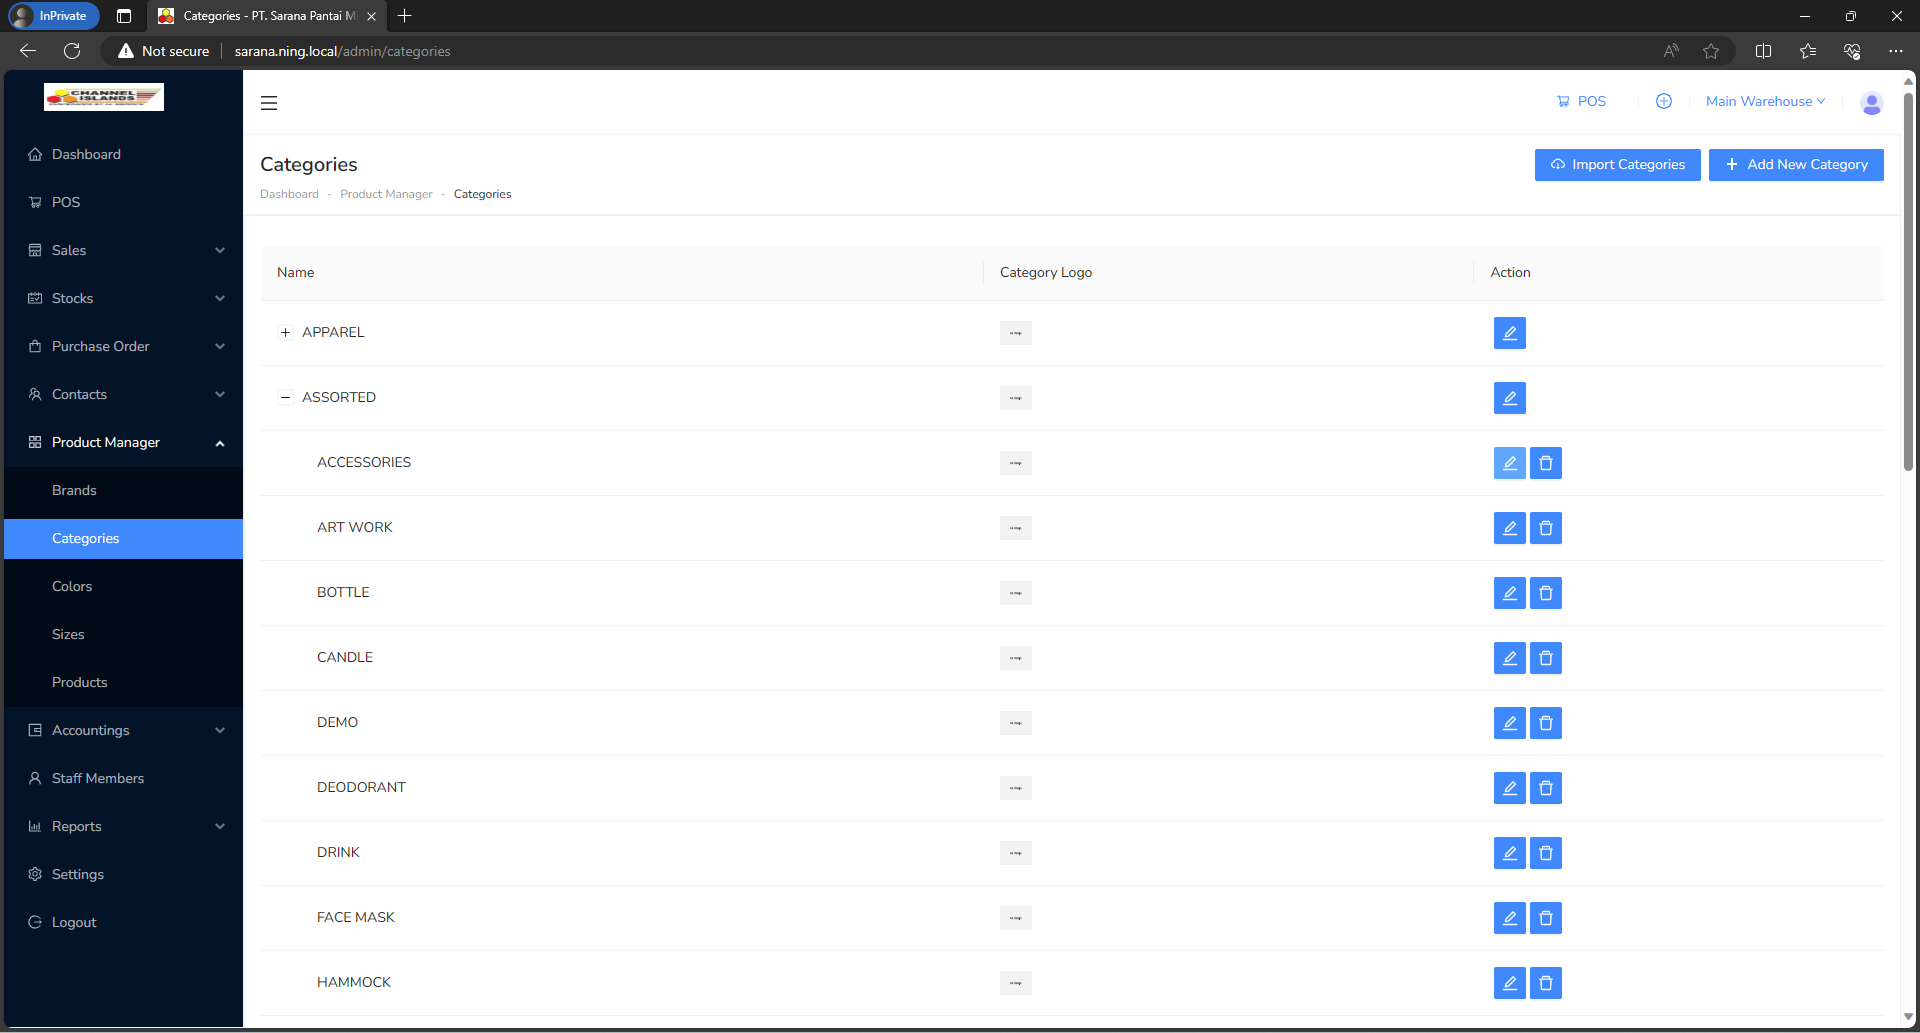 InPrivate
Categories - PT. Sarana Pantai M
Not secure
sarana.ning.local/admin/categories
CHANNEL
ISLANDS
Dashboard
POS
Sales
Stocks
Purchase Order
Contacts
Product Manager
Brands
Categories
Colors
Sizes
Products
Accountings
Staff Members
Reports
Settings
Logout
POS
Main Warehouse
Categories
Dashboard - Product Manager - Categories
Import Categories
Add New Category
Name Category Logo Action
APPAREL
ASSORTED
ACCESSORIES
ART WORK
BOTTLE
CANDLE
DEMO
DEODORANT
DRINK
FACE MASK
HAMMOCK